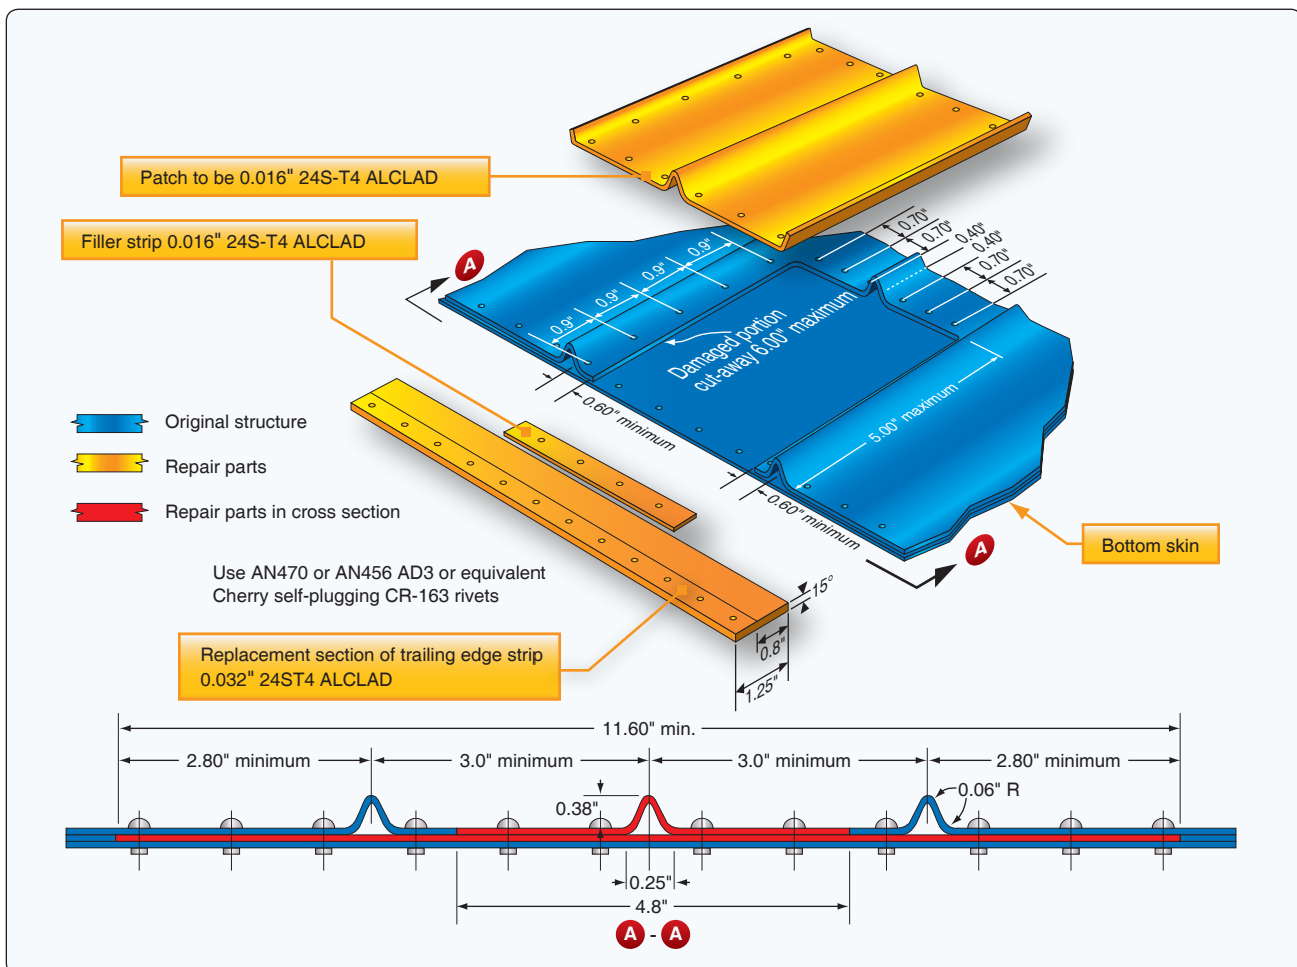 Patch to be 0.016" 24S-T4 ALCLAD
Filler strip 0.016" 24S-T4 ALCLAD
A
0.9"
0.9"
0.9"
0.9"
0.70"
0.70"
0.40"
0.40"
0.70"
0.70"
Damaged portion
cut-away 6.00" maximum
0.60" minimum
5.00" maximum
0.60" minimum
A
Bottom skin
Original structure
Repair parts
Repair parts in cross section
Use AN470 or AN456 AD3 or equivalent
Cherry self-plugging CR-163 rivets
15°
0.8"
1.25"
Replacement section of trailing edge strip
0.032" 24ST4 ALCLAD
11.60" min.
2.80" minimum
3.0" minimum
3.0" minimum
2.80" minimum
0.38"
0.06" R
0.25"
4.8"
A - A